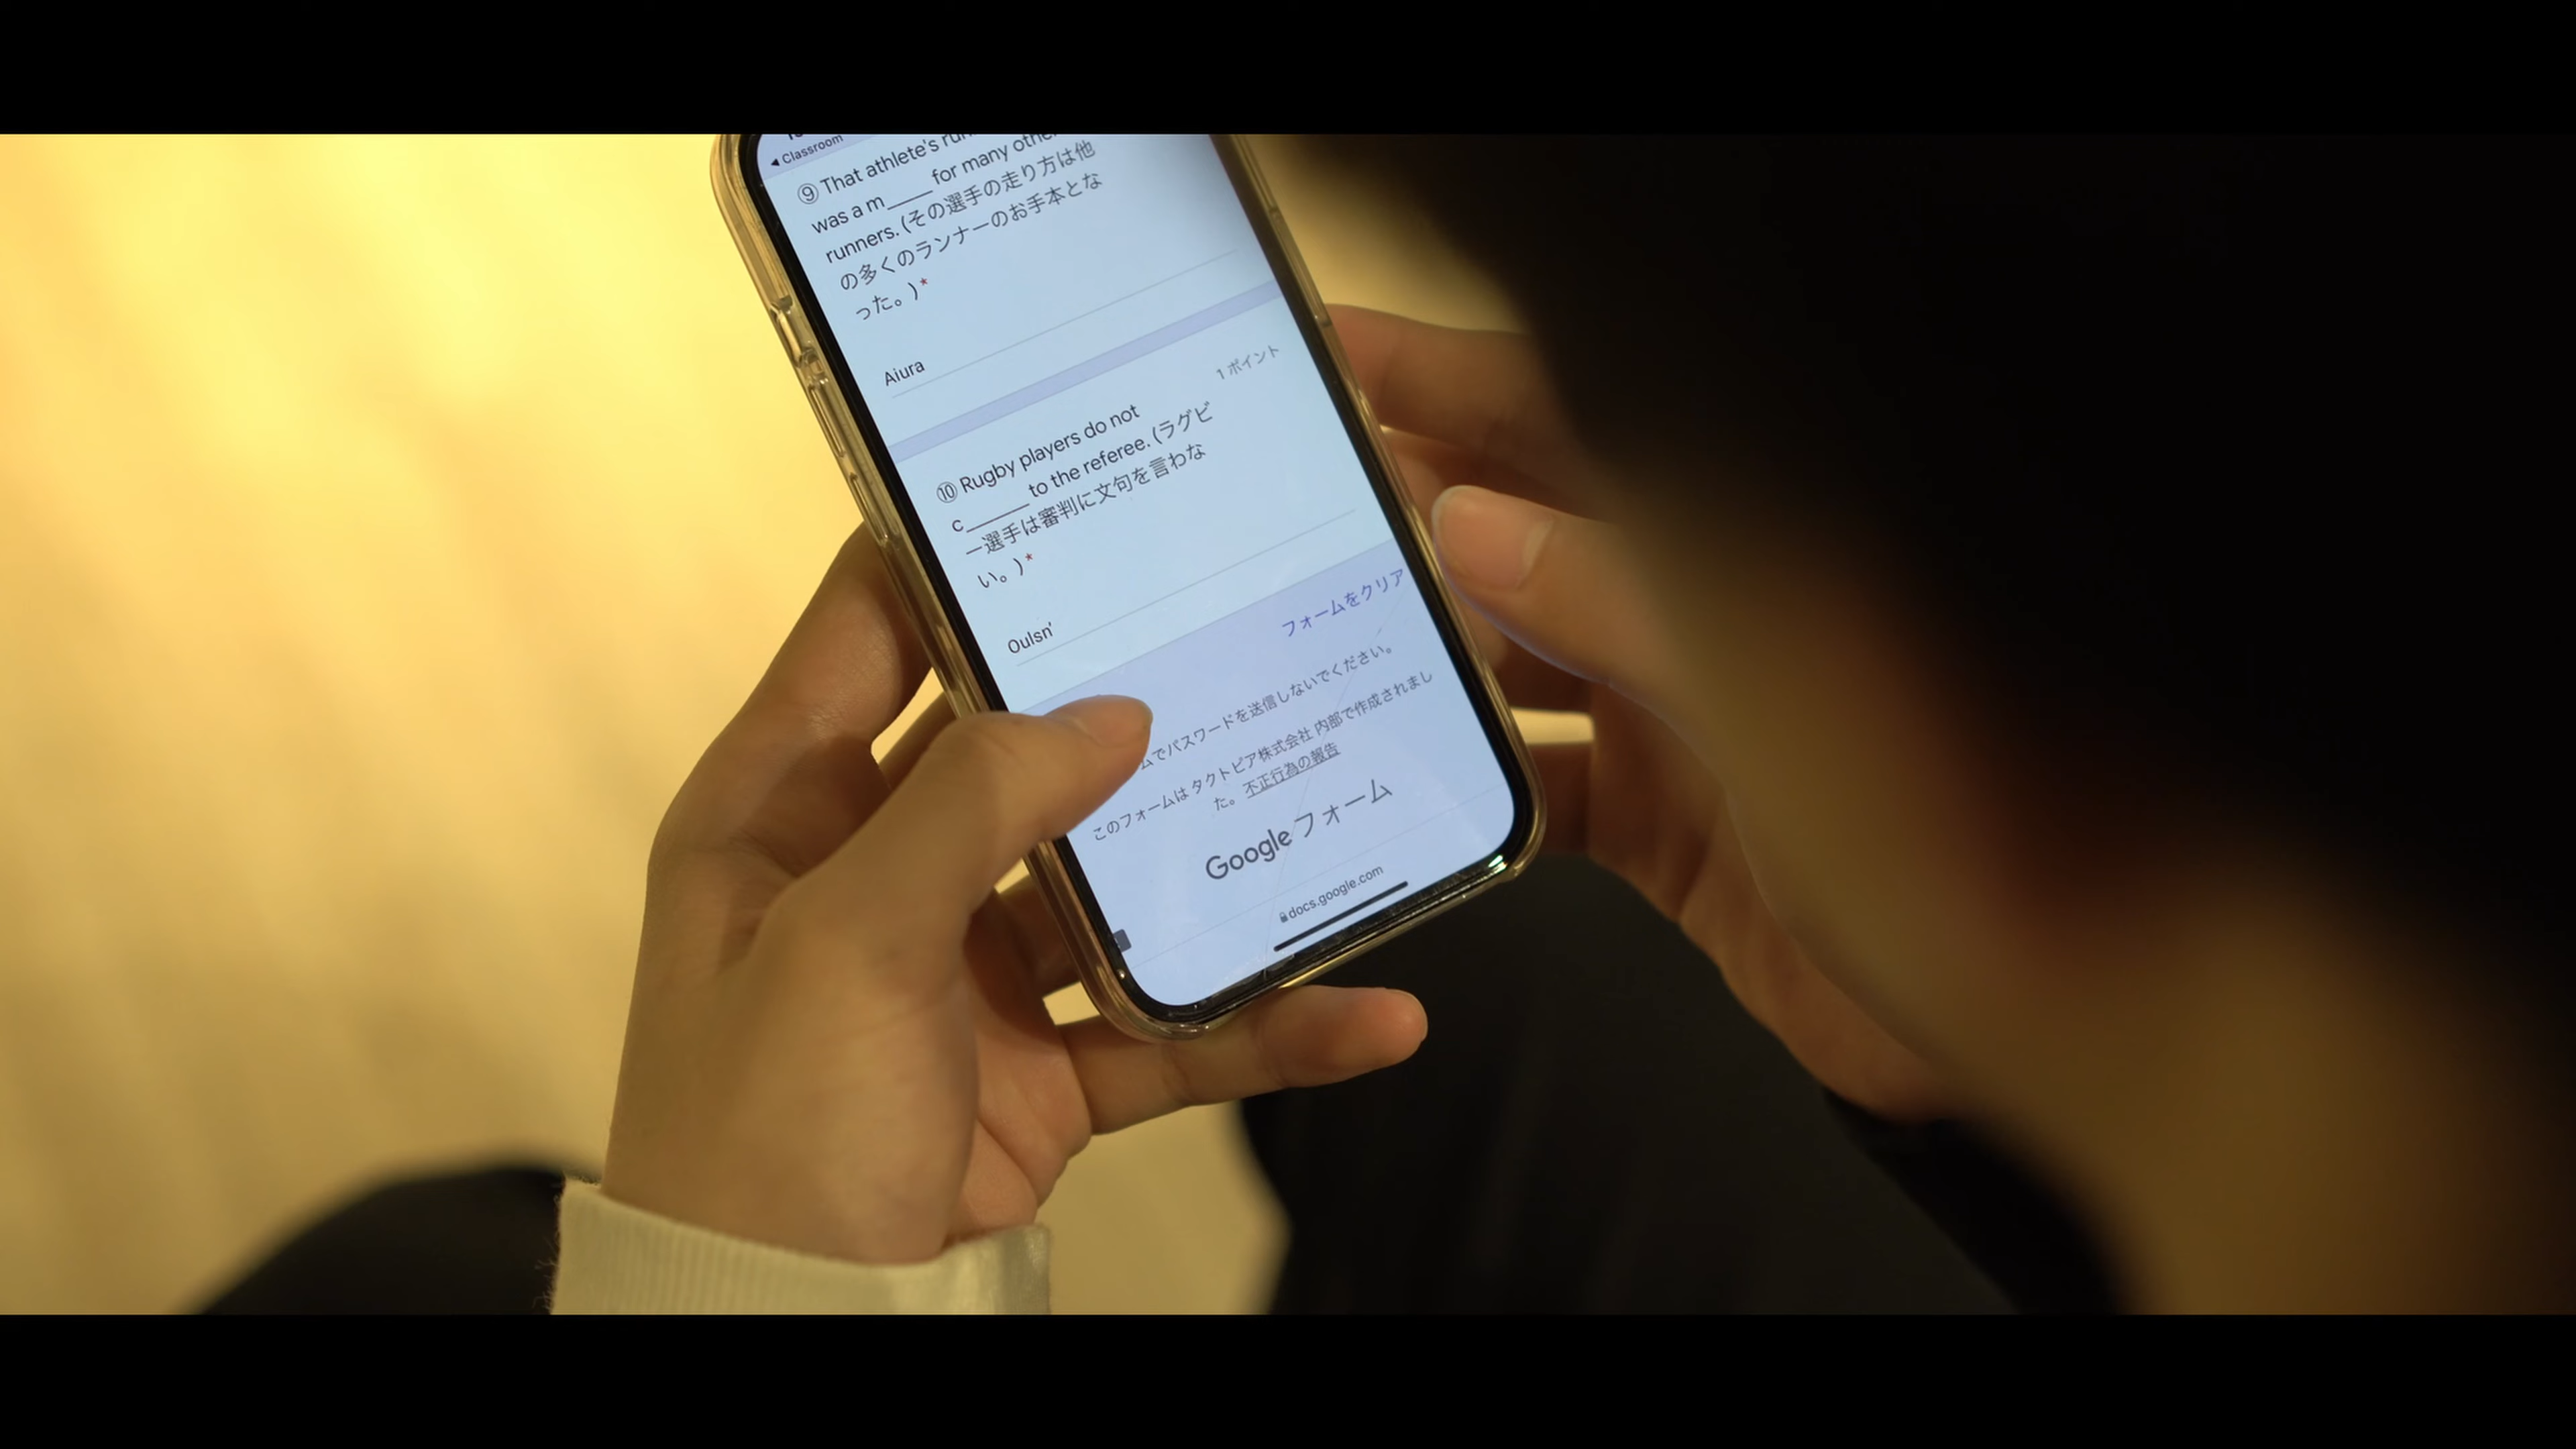 ◀ Classroom
⑨ That athlete's run
was a m____ for many other
runners. (その選手の走り方は他
の多くのランナーのお手本とな
った。) *
Aiura
1 ポイント
⑩ Rugby players do not
c______ to the referee. (ラグビ
ー選手は審判に文句を言わな
い。) *
Oulsn'
フォームをクリア
ムでパスワードを送信しないでください。
このフォームは タクトピア株式会社 内部で作成されまし
た。 不正行為の報告
Google フォーム
docs.google.com